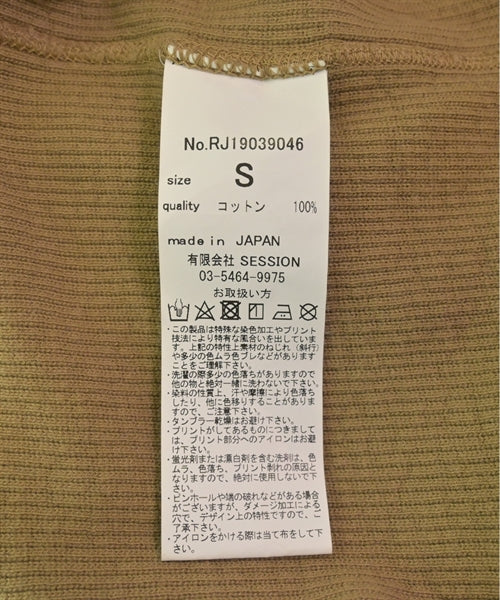 No.RJ19039046
size S
quality コットン 100%
made in JAPAN
有限会社 SESSION
03-5464-9975
お取扱い方
・この製品は特殊な染色加工やプリント
技法により特有な風合いを出していま
す。上記の特性上素材のねじれ（斜行）
や多少の色ムラ色ブレなどがあります
ことをご理解下さい。
・洗濯の際多少の色落ちがありますので
他の物と絶対一緒に洗わないで下さい。
・染料の性質上、汗や摩擦により色落ち
したり、他に色移りすることがありま
すので、ご注意下さい。
・タンブラー乾燥はお避け下さい。
・プリントがしてあるものにつきまして
は、プリント部分へのアイロンはお避
け下さい。
・蛍光剤または漂白剤を含む洗剤は、色
ムラ、色落ち、プリント剥れの原因と
なりますので、絶対に使用しないで下
さい。
・ピンホールや端の破れなどがある場合
がございますが、ダメージ加工による
穴で、デザイン上の特性ですので、ご
了承下さい。
・アイロンをかける際は当て布をして下
さい。